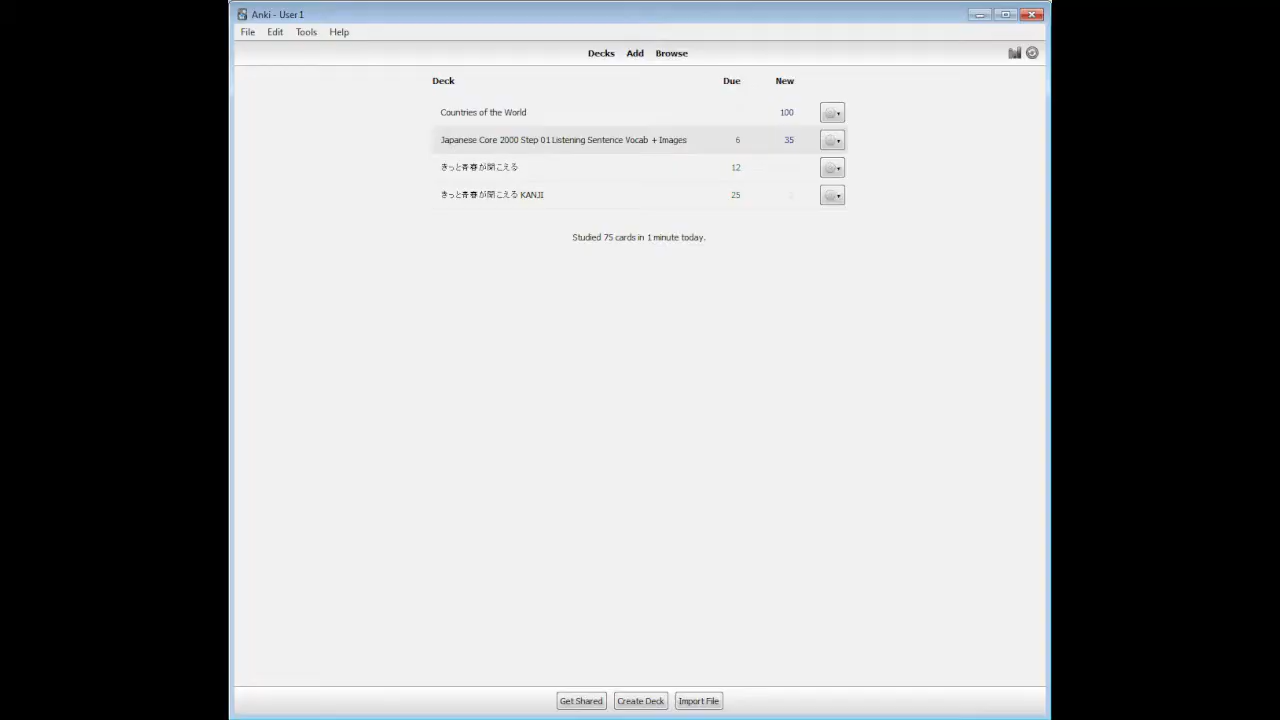 Anki - User 1
File Edit Tools Help
Decks Add Browse
Deck Due New
Countries of the World 100
Japanese Core 2000 Step 01 Listening Sentence Vocab + Images 6 35
きっと青春が聞こえる 12
きっと青春が聞こえる KANJI 25
Studied 75 cards in 1 minute today.
Get Shared Create Deck Import File